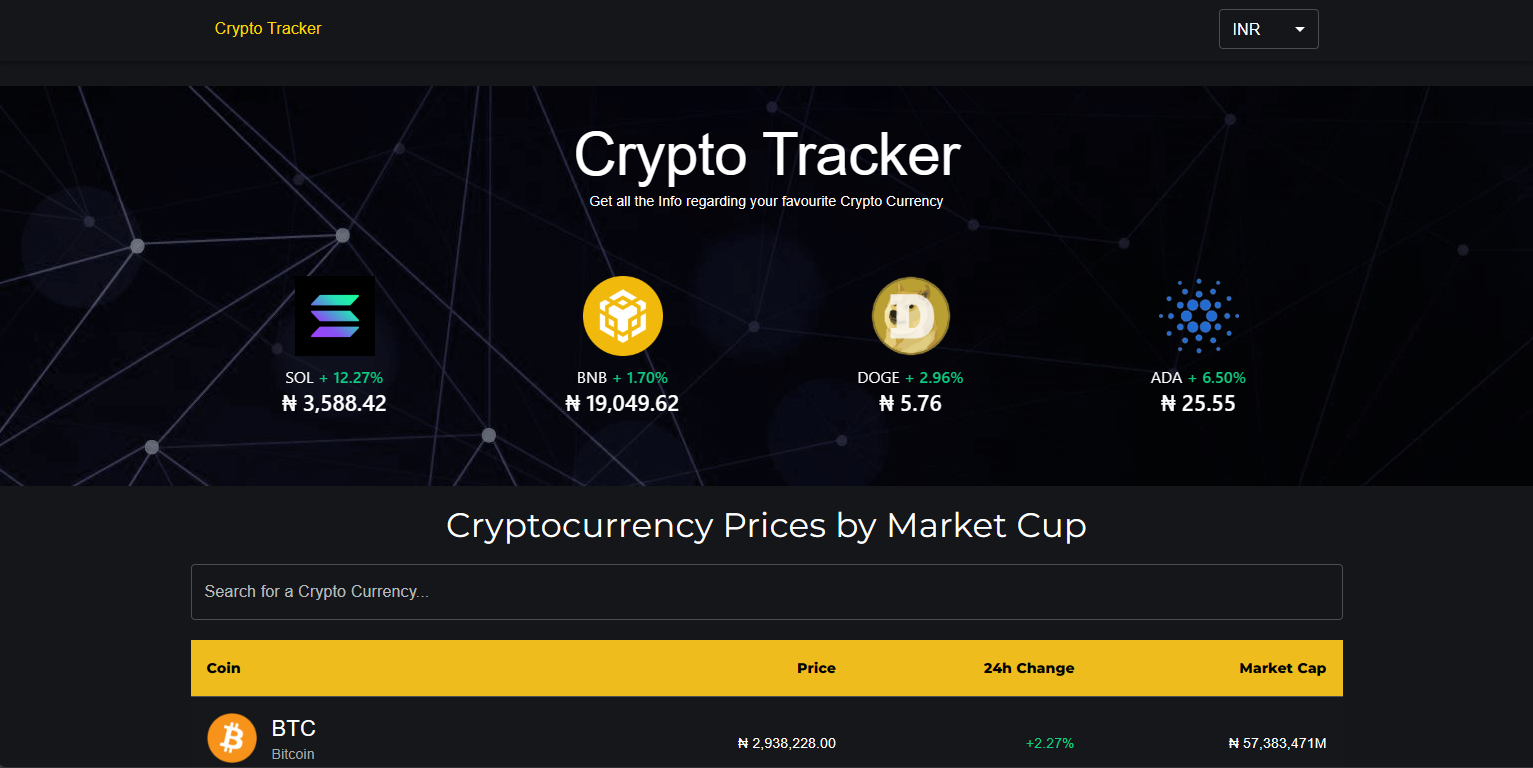 Crypto Tracker
INR
Crypto Tracker
Get all the Info regarding your favourite Crypto Currency
SOL + 12.27%
₦ 3,588.42
BNB + 1.70%
₦ 19,049.62
DOGE + 2.96%
₦ 5.76
ADA + 6.50%
₦ 25.55
Cryptocurrency Prices by Market Cup
Search for a Crypto Currency...
Coin Price 24h Change Market Cap
BTC
Bitcoin
₦ 2,938,228.00 +2.27% ₦ 57,383,471M